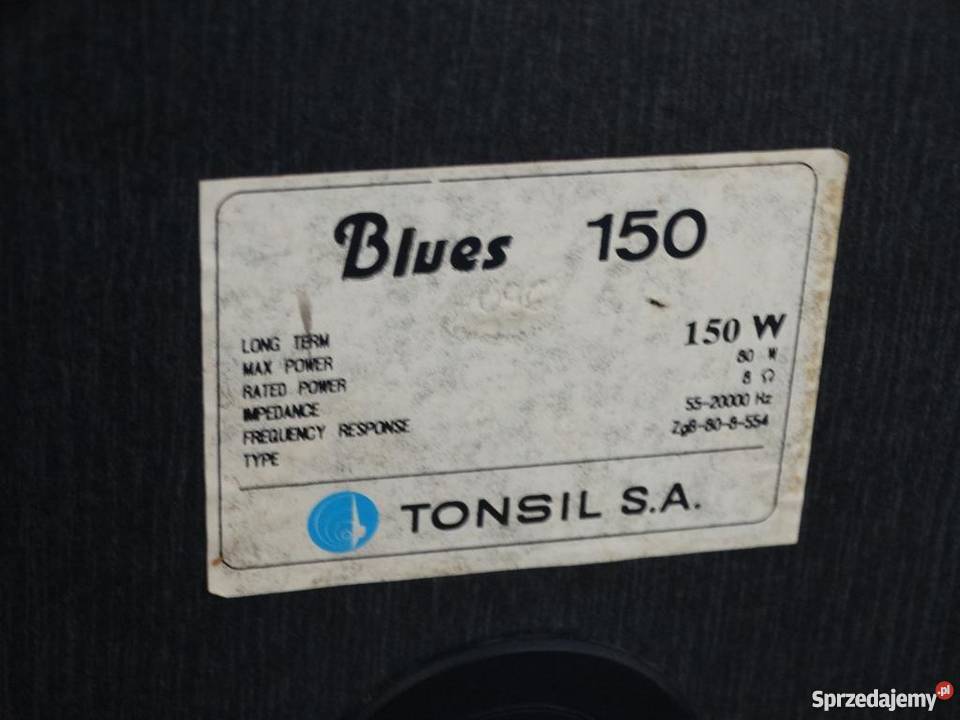 Blues 150
LONG TERM
MAX POWER 150 W
RATED POWER 80 W
IMPEDANCE 8 Ω
FREQUENCY RESPONSE 55-20000 Hz
TYPE ZgB-80-8-554
TONSIL S.A.
Sprzedajemy.pl